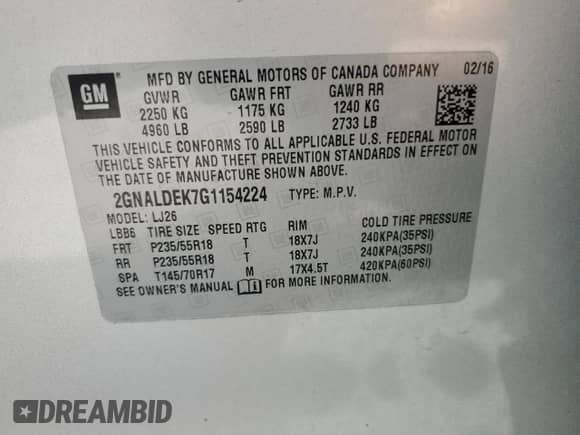 GM
MFD BY GENERAL MOTORS OF CANADA COMPANY 02/16
GVWR GAWR FRT GAWR RR
2250 KG 1175 KG 1240 KG
4960 LB 2590 LB 2733 LB
THIS VEHICLE CONFORMS TO ALL APPLICABLE U.S. FEDERAL MOTOR
VEHICLE SAFETY AND THEFT PREVENTION STANDARDS IN EFFECT ON
THE DATE OF MANUFACTURE SHOWN ABOVE.
2GNALDEK7G1154224 TYPE: M.P.V.
MODEL: LJ26
LBB6 TIRE SIZE SPEED RTG RIM COLD TIRE PRESSURE
FRT P235/55R18 T 18X7J 240KPA(35PSI)
RR P235/55R18 T 18X7J 240KPA(35PSI)
SPA T145/70R17 M 17X4.5T 420KPA(60PSI)
SEE OWNER'S MANUAL FOR MORE INFORMATION.
DREAMBID